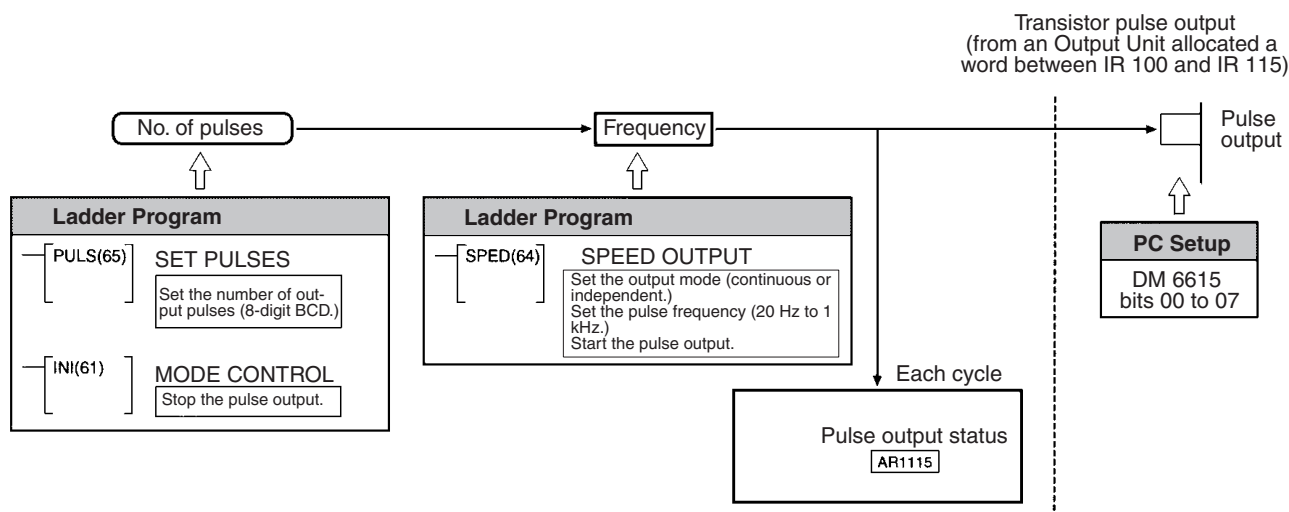 Transistor pulse output
(from an Output Unit allocated a
word between IR 100 and IR 115)
No. of pulses
Frequency
Pulse
output
Ladder Program
PULS(65)
SET PULSES
Set the number of out-
put pulses (8-digit BCD.)
INI(61)
MODE CONTROL
Stop the pulse output.
Ladder Program
SPED(64)
SPEED OUTPUT
Set the output mode (continuous or
independent.)
Set the pulse frequency (20 Hz to 1
kHz.)
Start the pulse output.
PC Setup
DM 6615
bits 00 to 07
Each cycle
Pulse output status
AR1115